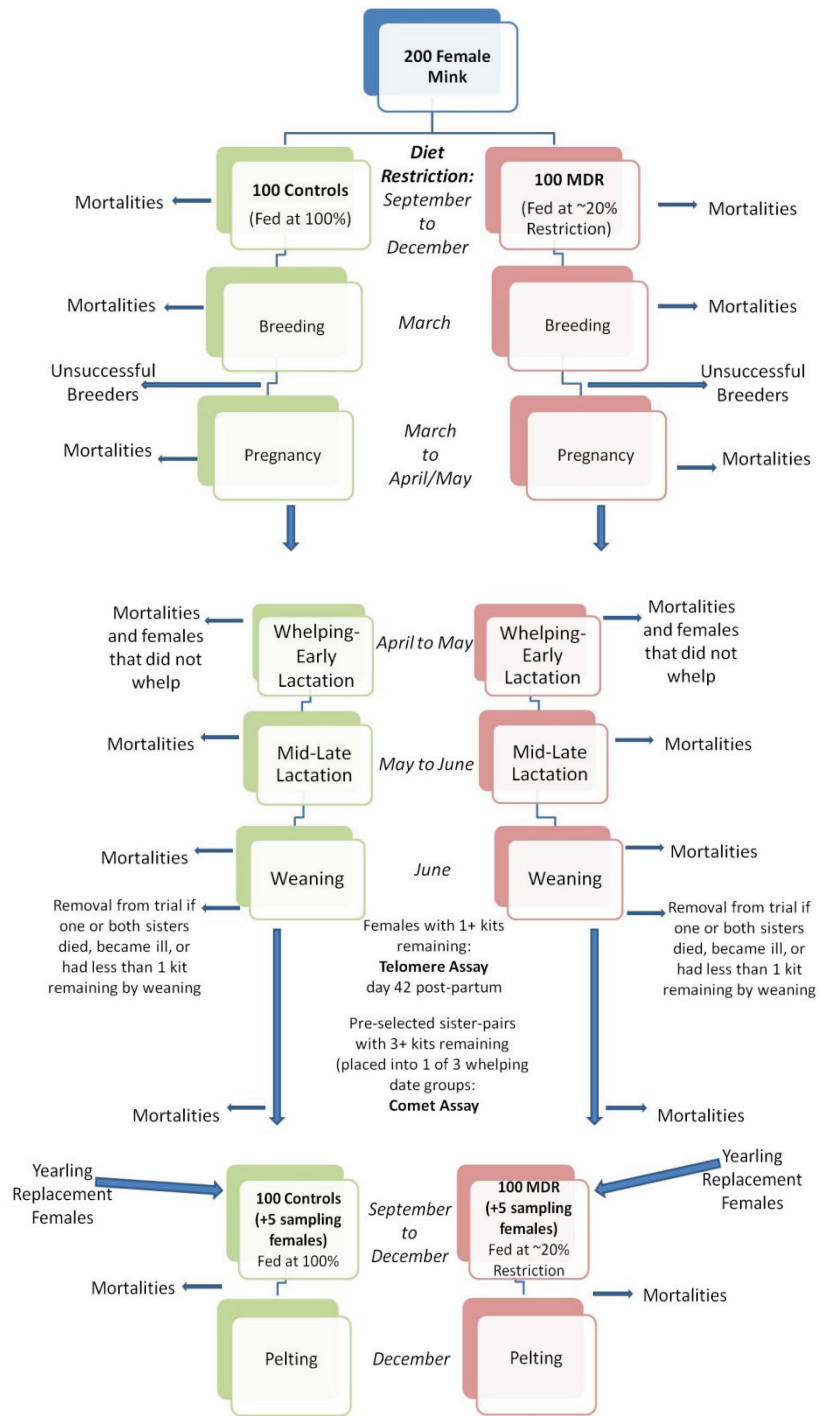 200 Female
Mink
Diet
Restriction:
September
to
December
100 Controls
(Fed at 100%)
100 MDR
(Fed at ~20%
Restriction)
Mortalities
Mortalities
Mortalities
Breeding
March
Breeding
Mortalities
Unsuccessful
Breeders
Unsuccessful
Breeders
Mortalities
Pregnancy
March
to
April/May
Pregnancy
Mortalities
Mortalities
and females
that did not
whelp
Whelping-
Early
Lactation
April to May
Whelping-
Early
Lactation
Mortalities
and females
that did not
whelp
Mortalities
Mid-Late
Lactation
May to June
Mid-Late
Lactation
Mortalities
Mortalities
Weaning
June
Weaning
Mortalities
Removal from trial if
one or both sisters
died, became ill, or
had less than 1 kit
remaining by weaning
Females with 1+ kits
remaining:
Telomere Assay
day 42 post-partum
Pre-selected sister-pairs
with 3+ kits remaining
(placed into 1 of 3 whelping
date groups:
Comet Assay
Removal from trial if
one or both sisters
died, became ill, or
had less than 1 kit
remaining by weaning
Mortalities
Mortalities
Yearling
Replacement
Females
100 Controls
(+5 sampling
females)
Fed at 100%
September
to
December
100 MDR
(+5 sampling
females)
Fed at ~20%
Restriction
Yearling
Replacement
Females
Mortalities
Mortalities
Pelting
December
Pelting